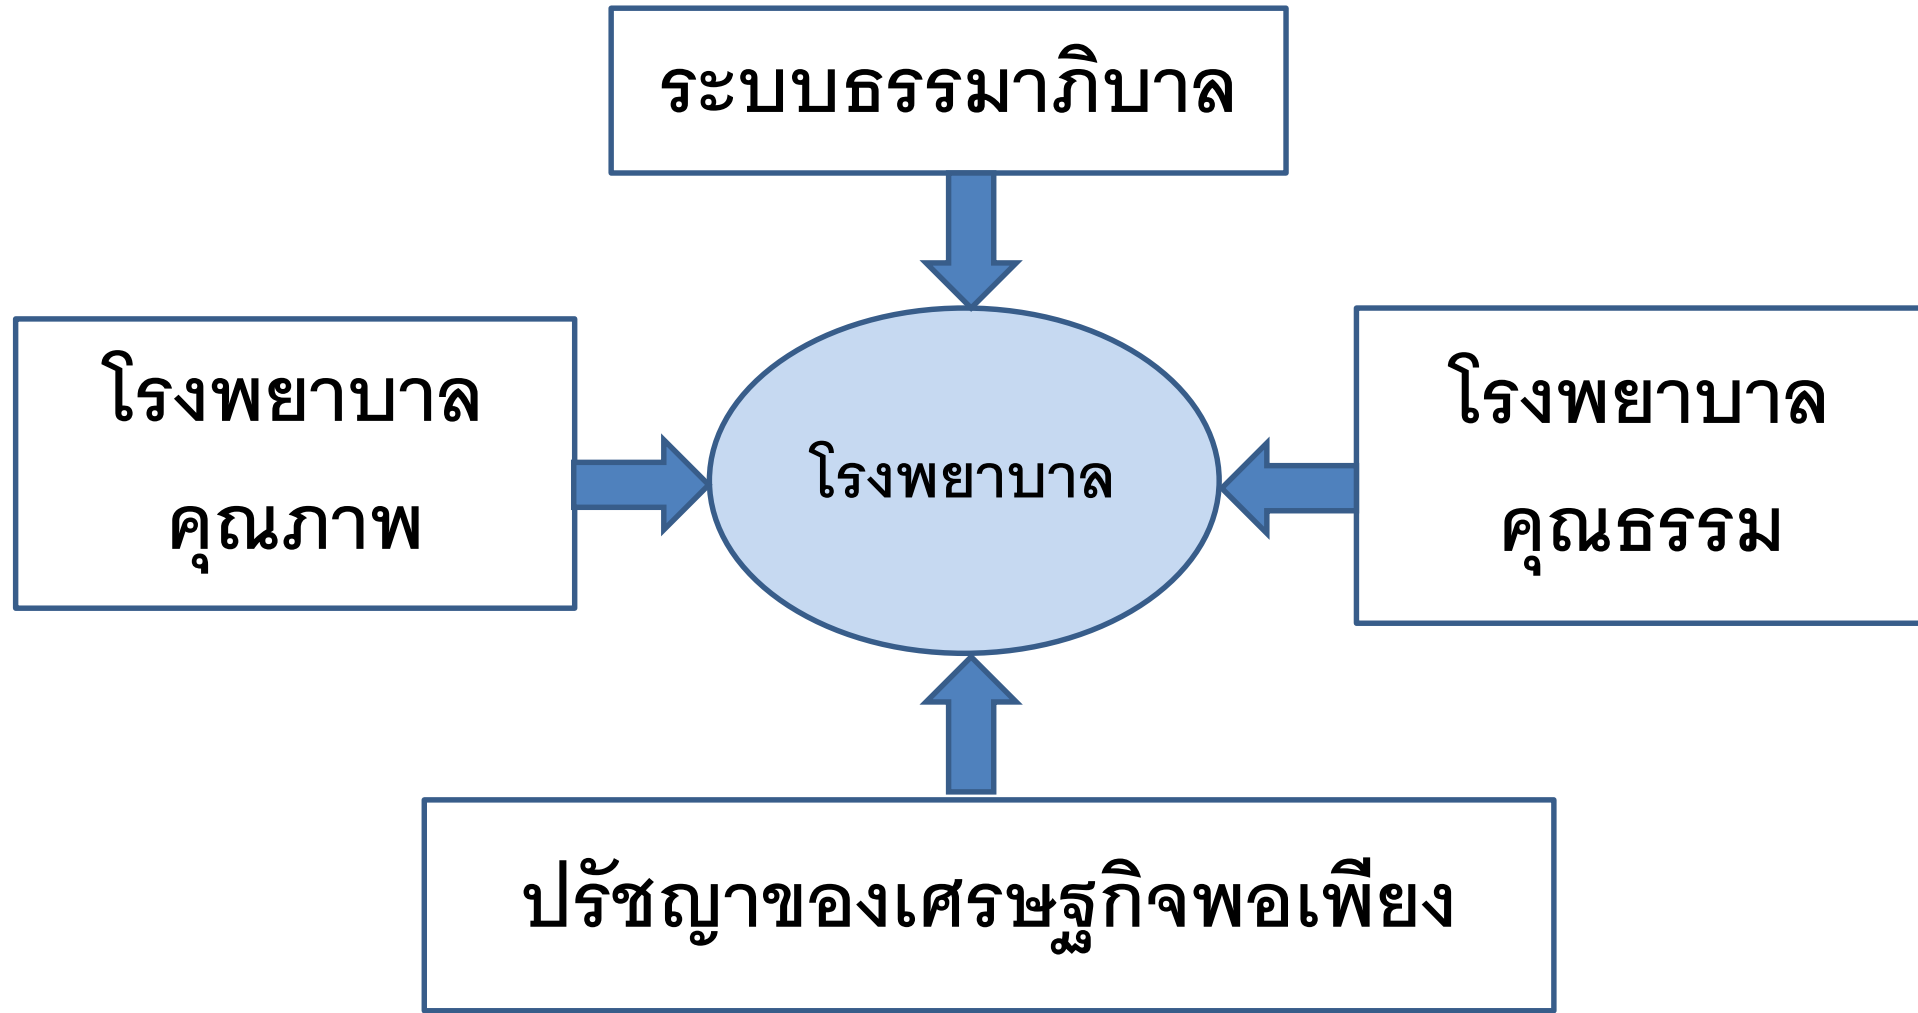 ระบบธรรมาภิบาล
โรงพยาบาล
คุณภาพ
โรงพยาบาล
โรงพยาบาล
คุณธรรม
ปรัชญาของเศรษฐกิจพอเพียง